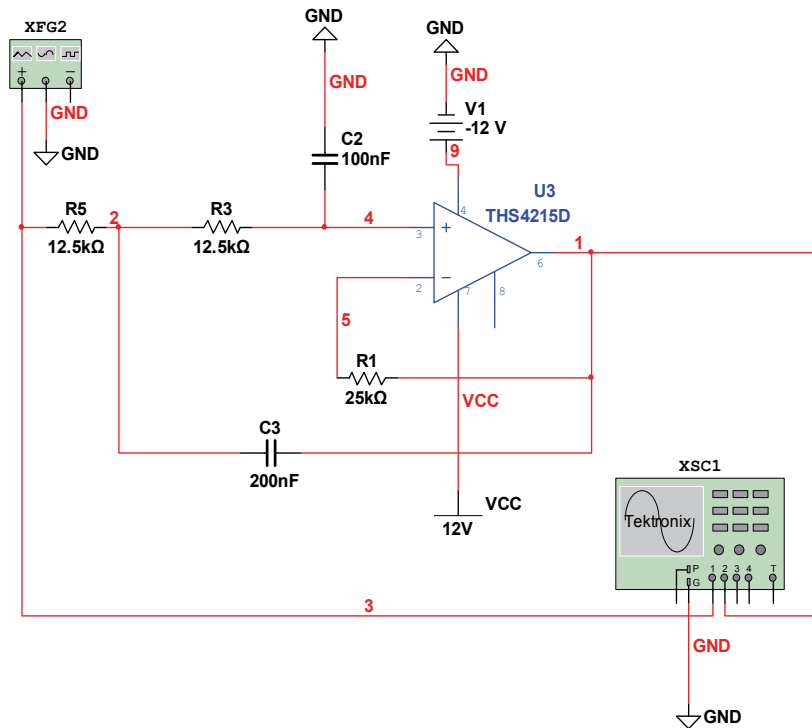 XFG2
+
−
GND
GND
GND
GND
C2
100nF
GND
GND
V1
-12 V
9
U3
THS4215D
4
3
+
2
−
7
8
6
1
R5
12.5kΩ
2
R3
12.5kΩ
4
5
R1
25kΩ
VCC
C3
200nF
VCC
12V
XSC1
Tektronix
P
G
1
2
3
4
T
3
GND
GND